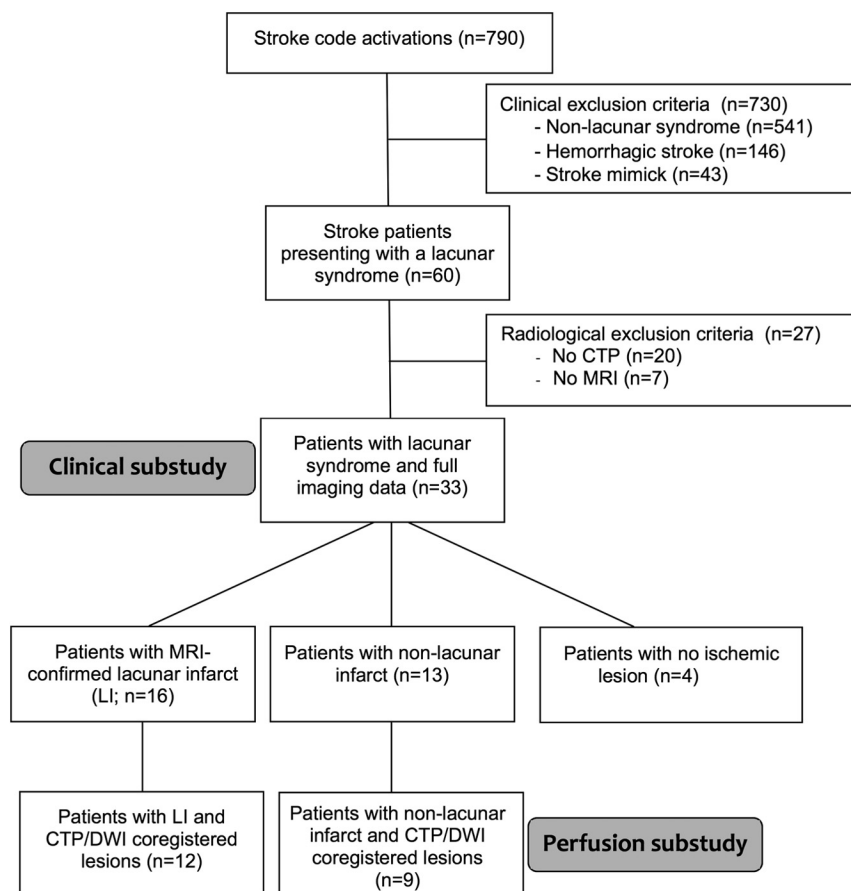 Stroke code activations (n=790)
Clinical exclusion criteria  (n=730)
- Non-lacunar syndrome (n=541)
- Hemorrhagic stroke (n=146)
- Stroke mimick (n=43)
Stroke patients
presenting with a lacunar
syndrome (n=60)
Radiological exclusion criteria  (n=27)
- No CTP (n=20)
- No MRI (n=7)
Clinical substudy
Patients with lacunar
syndrome and full
imaging data (n=33)
Patients with MRI-
confirmed lacunar infarct
(LI; n=16)
Patients with non-lacunar
infarct (n=13)
Patients with no ischemic
lesion (n=4)
Patients with LI and
CTP/DWI coregistered
lesions (n=12)
Patients with non-lacunar
infarct and CTP/DWI
coregistered lesions
(n=9)
Perfusion substudy